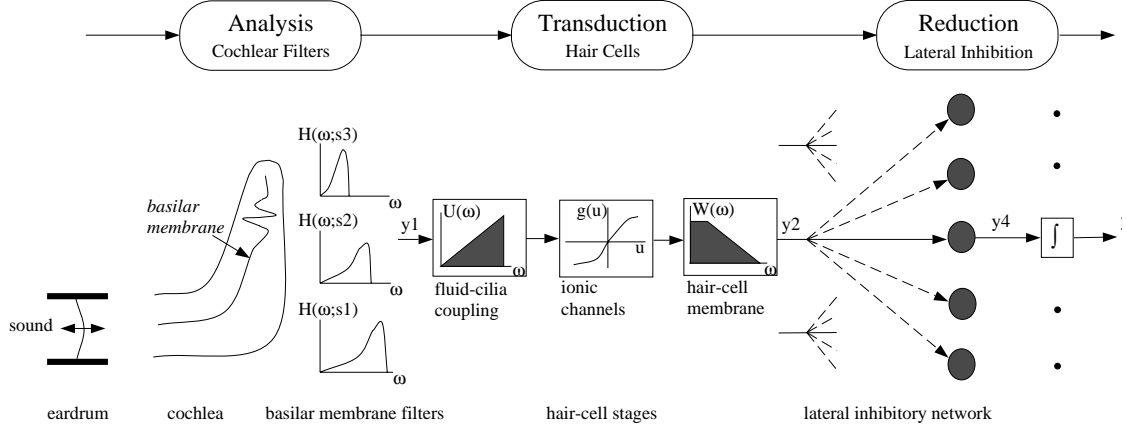 Analysis
Cochlear Filters
Transduction
Hair Cells
Reduction
Lateral Inhibition
H(ω;s3)
ω
basilar
membrane
H(ω;s2)
ω
y1
U(ω)
ω
g(u)
u
W(ω)
ω
y2
y4
∫
fluid-cilia
coupling
ionic
channels
hair-cell
membrane
H(ω;s1)
ω
sound
eardrum
cochlea
basilar membrane filters
hair-cell stages
lateral inhibitory network